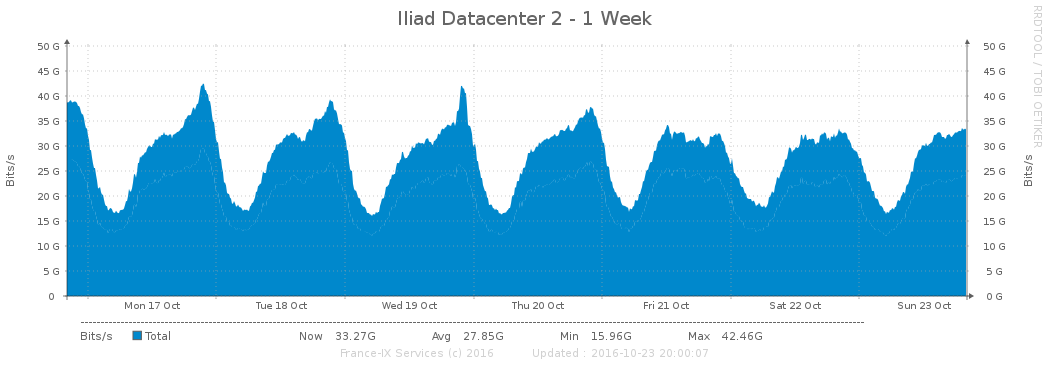 Iliad Datacenter 2 - 1 Week
RRDTOOL / TOBI OETIKER
Bits/s
50 G 50 G
45 G 45 G
40 G 40 G
35 G 35 G
30 G 30 G
25 G 25 G
20 G 20 G
15 G 15 G
10 G 10 G
5 G 5 G
0 0 G
Bits/s
Mon 17 Oct Tue 18 Oct Wed 19 Oct Thu 20 Oct Fri 21 Oct Sat 22 Oct Sun 23 Oct
Bits/s Total Now 33.27G Avg 27.85G Min 15.96G Max 42.46G
France-IX Services (c) 2016 Updated : 2016-10-23 20:00:07